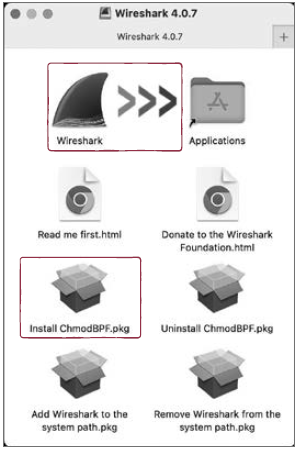 Wireshark 4.0.7
Wireshark 4.0.7
+
Wireshark
Applications
Read me first.html
Donate to the Wireshark
Foundation.html
Install ChmodBPF.pkg
Uninstall ChmodBPF.pkg
Add Wireshark to the
system path.pkg
Remove Wireshark from the
system path.pkg